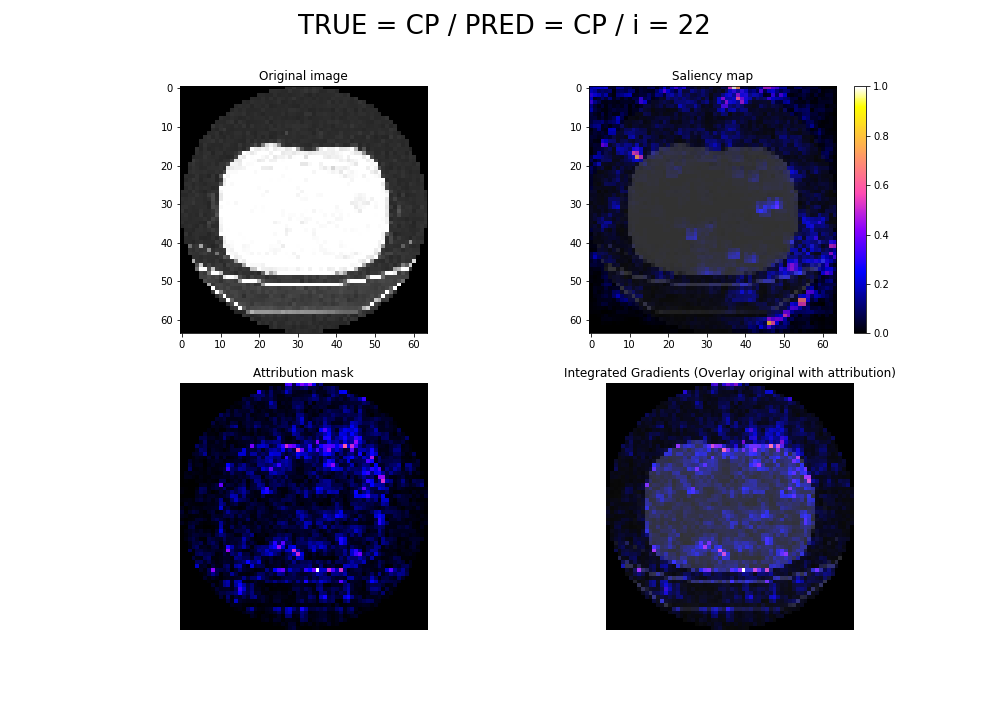 TRUE = CP / PRED = CP / i = 22
Original image
Saliency map
0
10
20
30
40
50
60
0 10 20 30 40 50 60
0
10
20
30
40
50
60
0 10 20 30 40 50 60
1.0
0.8
0.6
0.4
0.2
0.0
Attribution mask
Integrated Gradients (Overlay original with attribution)